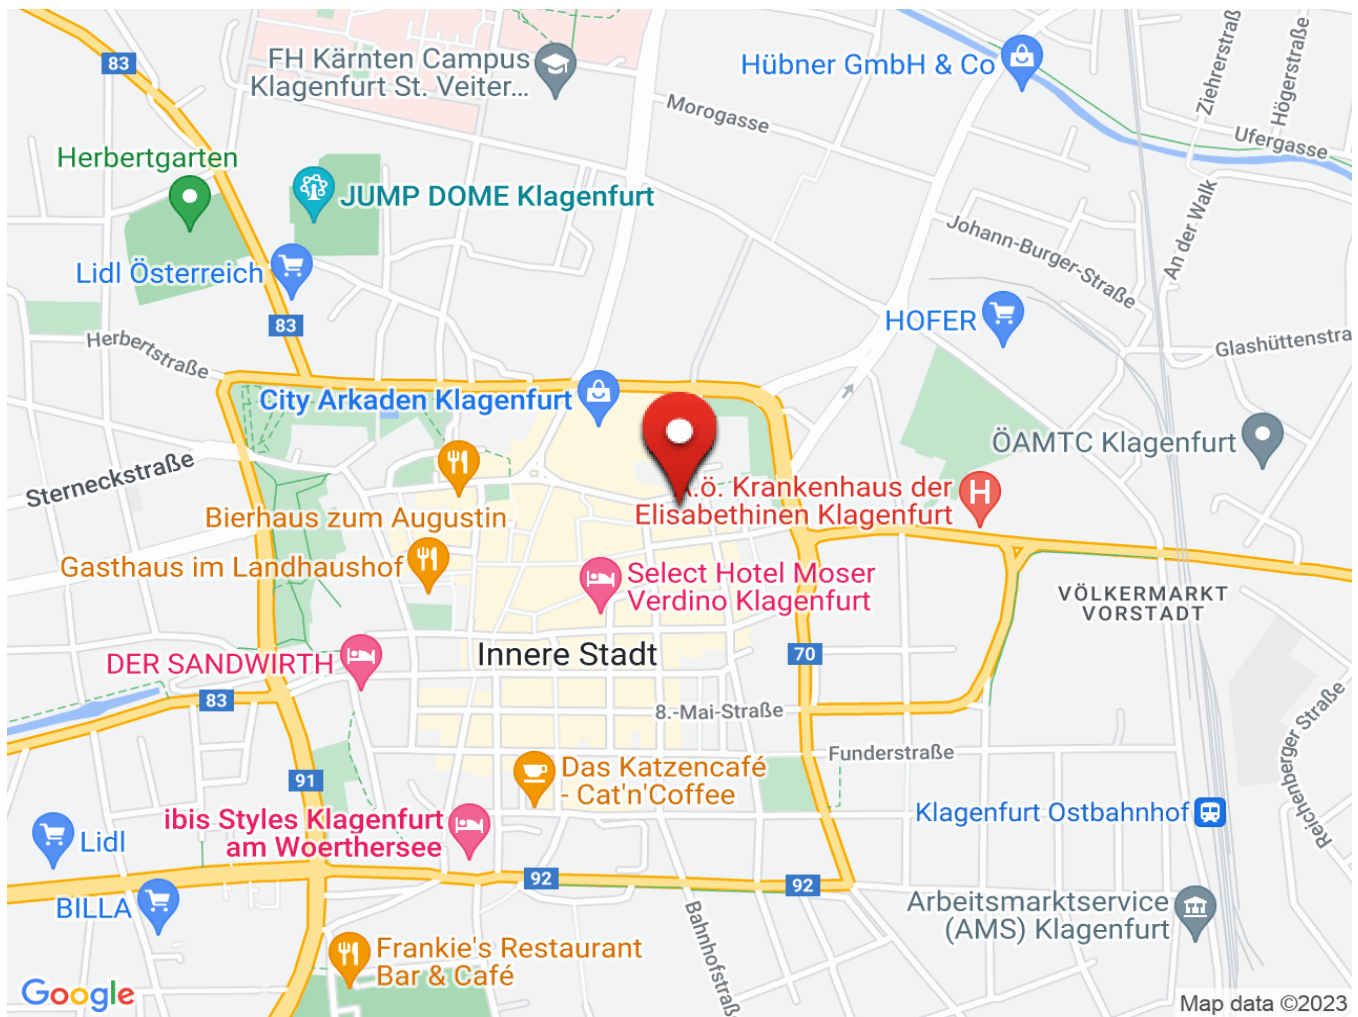 83
FH Kärnten Campus
Klagenfurt St. Veiter...
Hübner GmbH & Co
Ziehrerstraß
Högerstraße
Morogasse
Ufergasse
Herbertgarten
JUMP DOME Klagenfurt
An der Walk
Johann-Burger-Straße
Lidl Österreich
83
HOFER
Herbertstraße
Glashüttenstra
City Arkaden Klagenfurt
ÖAMTC Klagenfurt
Sterneckstraße
.ö. Krankenhaus der
Elisabethinen Klagenfurt
H
Bierhaus zum Augustin
Gasthaus im Landhaushof
Select Hotel Moser
Verdino Klagenfurt
VÖLKERMARKT
VORSTADT
Innere Stadt
70
DER SANDWIRTH
83
8.-Mai-Straße
Reichenberger Straße
Funderstraße
91
Das Katzencafé
- Cat'n'Coffee
Klagenfurt Ostbahnhof
ibis Styles Klagenfurt
am Woerthersee
Lidl
92
92
BILLA
Arbeitsmarktservice
(AMS) Klagenfurt
Bahnhofstraß
Frankie's Restaurant
Bar & Café
Google
Map data ©2023